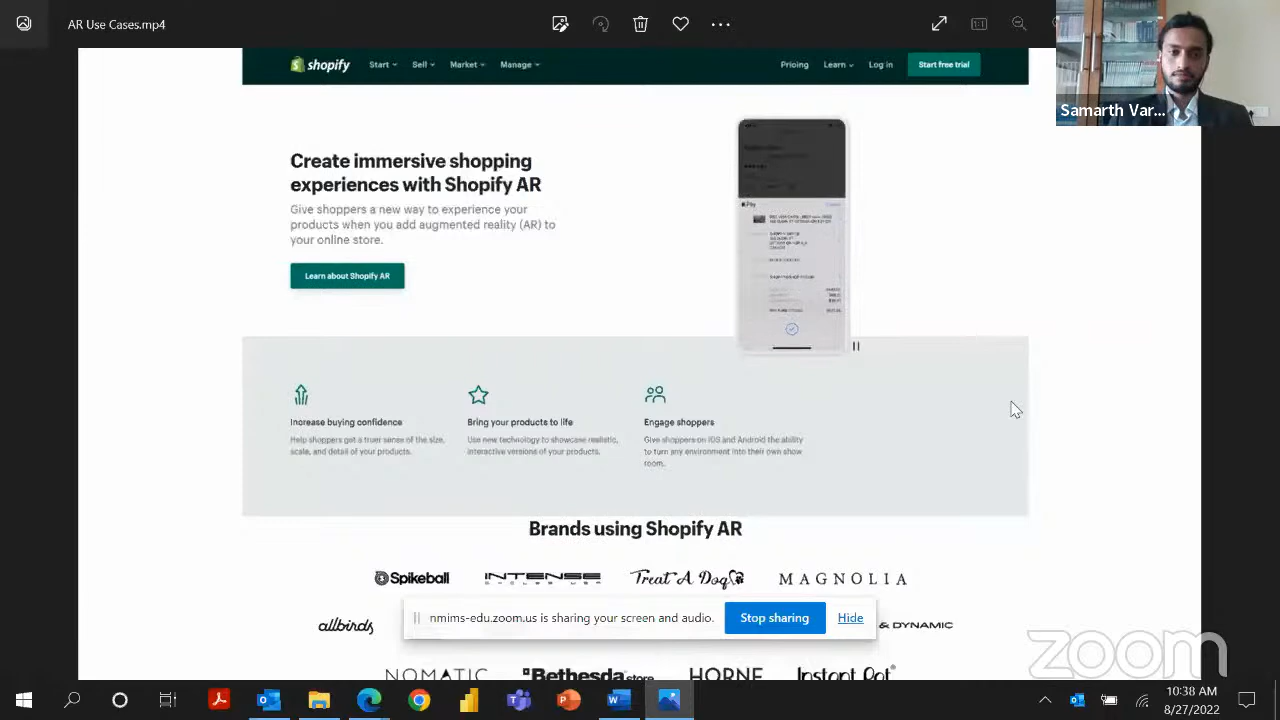 AR Use Cases.mp4
shopify
Start
Sell
Market
Manage
Pricing
Learn
Log in
Start free trial
Samarth Var...
Create immersive shopping
experiences with Shopify AR
Give shoppers a new way to experience your
products when you add augmented reality (AR) to
your online store.
Learn about Shopify AR
Increase buying confidence
Help shoppers get a truer sense of the size,
scale, and detail of your products.
Bring your products to life
Use new technology to showcase realistic,
interactive versions of your products.
Engage shoppers
Give shoppers on iOS and Android the ability
to turn any environment into their own show
room.
Brands using Shopify AR
Spikeball
INTENSE
Treat A Dog
MAGNOLIA
allbirds
& DYNAMIC
nmims-edu.zoom.us is sharing your screen and audio.
Stop sharing
Hide
NOMATIC
Bethesda store
HORNE
Instant Pot
zoom
10:38 AM
8/27/2022